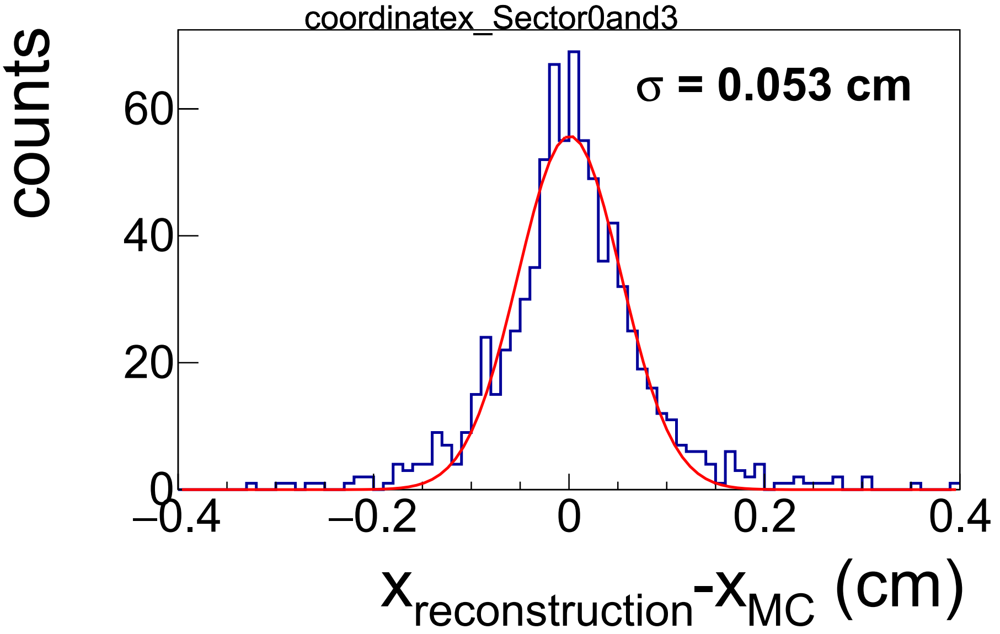 coordinatex_Sector0and3
counts
σ = 0.053 cm
60
40
20
0
–0.4 –0.2 0 0.2 0.4
xreconstruction-xMC (cm)